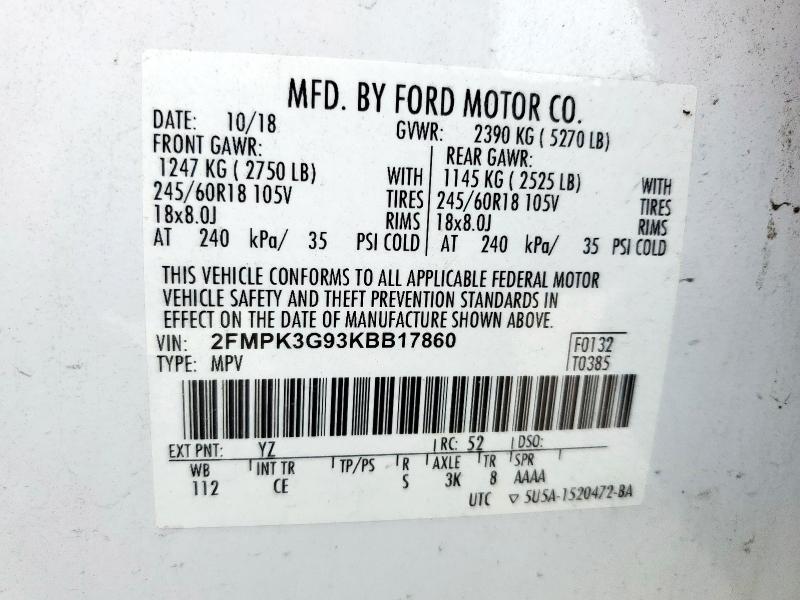 MFD. BY FORD MOTOR CO.
DATE: 10/18 GVWR: 2390 KG ( 5270 LB)
FRONT GAWR: REAR GAWR:
1247 KG ( 2750 LB) WITH 1145 KG ( 2525 LB) WITH
245/60R18 105V TIRES 245/60R18 105V TIRES
18x8.0J RIMS 18x8.0J RIMS
AT 240 kPa/ 35 PSI COLD AT 240 kPa/ 35 PSI COLD
THIS VEHICLE CONFORMS TO ALL APPLICABLE FEDERAL MOTOR
VEHICLE SAFETY AND THEFT PREVENTION STANDARDS IN
EFFECT ON THE DATE OF MANUFACTURE SHOWN ABOVE.
VIN: 2FMPK3G93KBB17860 F0132
TYPE: MPV T0385
EXT PNT: YZ RC: 52 DSO:
WB INT TR TP/PS R AXLE TR SPR
112 CE S 3K 8 AAAA
UTC ▽ 5U5A-1520472-BA